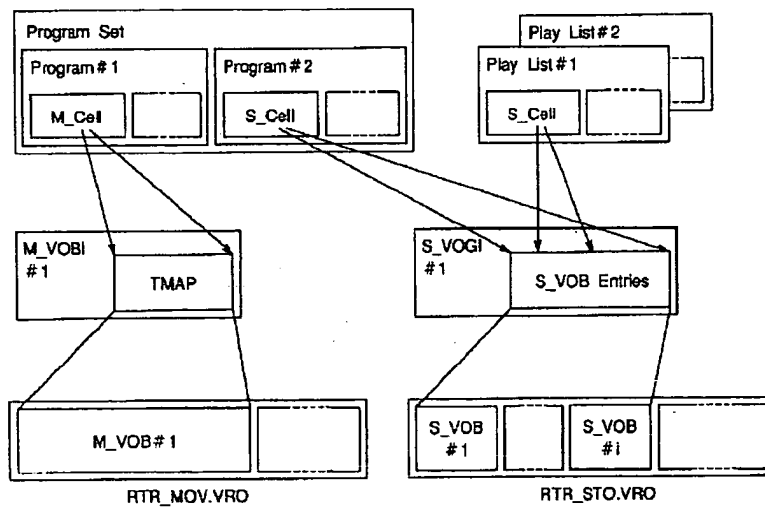 Program Set
Program#1
Program#2
M_Cell
S_Cell
Play List#2
Play List#1
S_Cell
M_VOBI
#1
TMAP
S_VOGI
#1
S_VOB Entries
M_VOB#1
S_VOB
#1
S_VOB
#i
RTR_MOV.VRO
RTR_STO.VRO